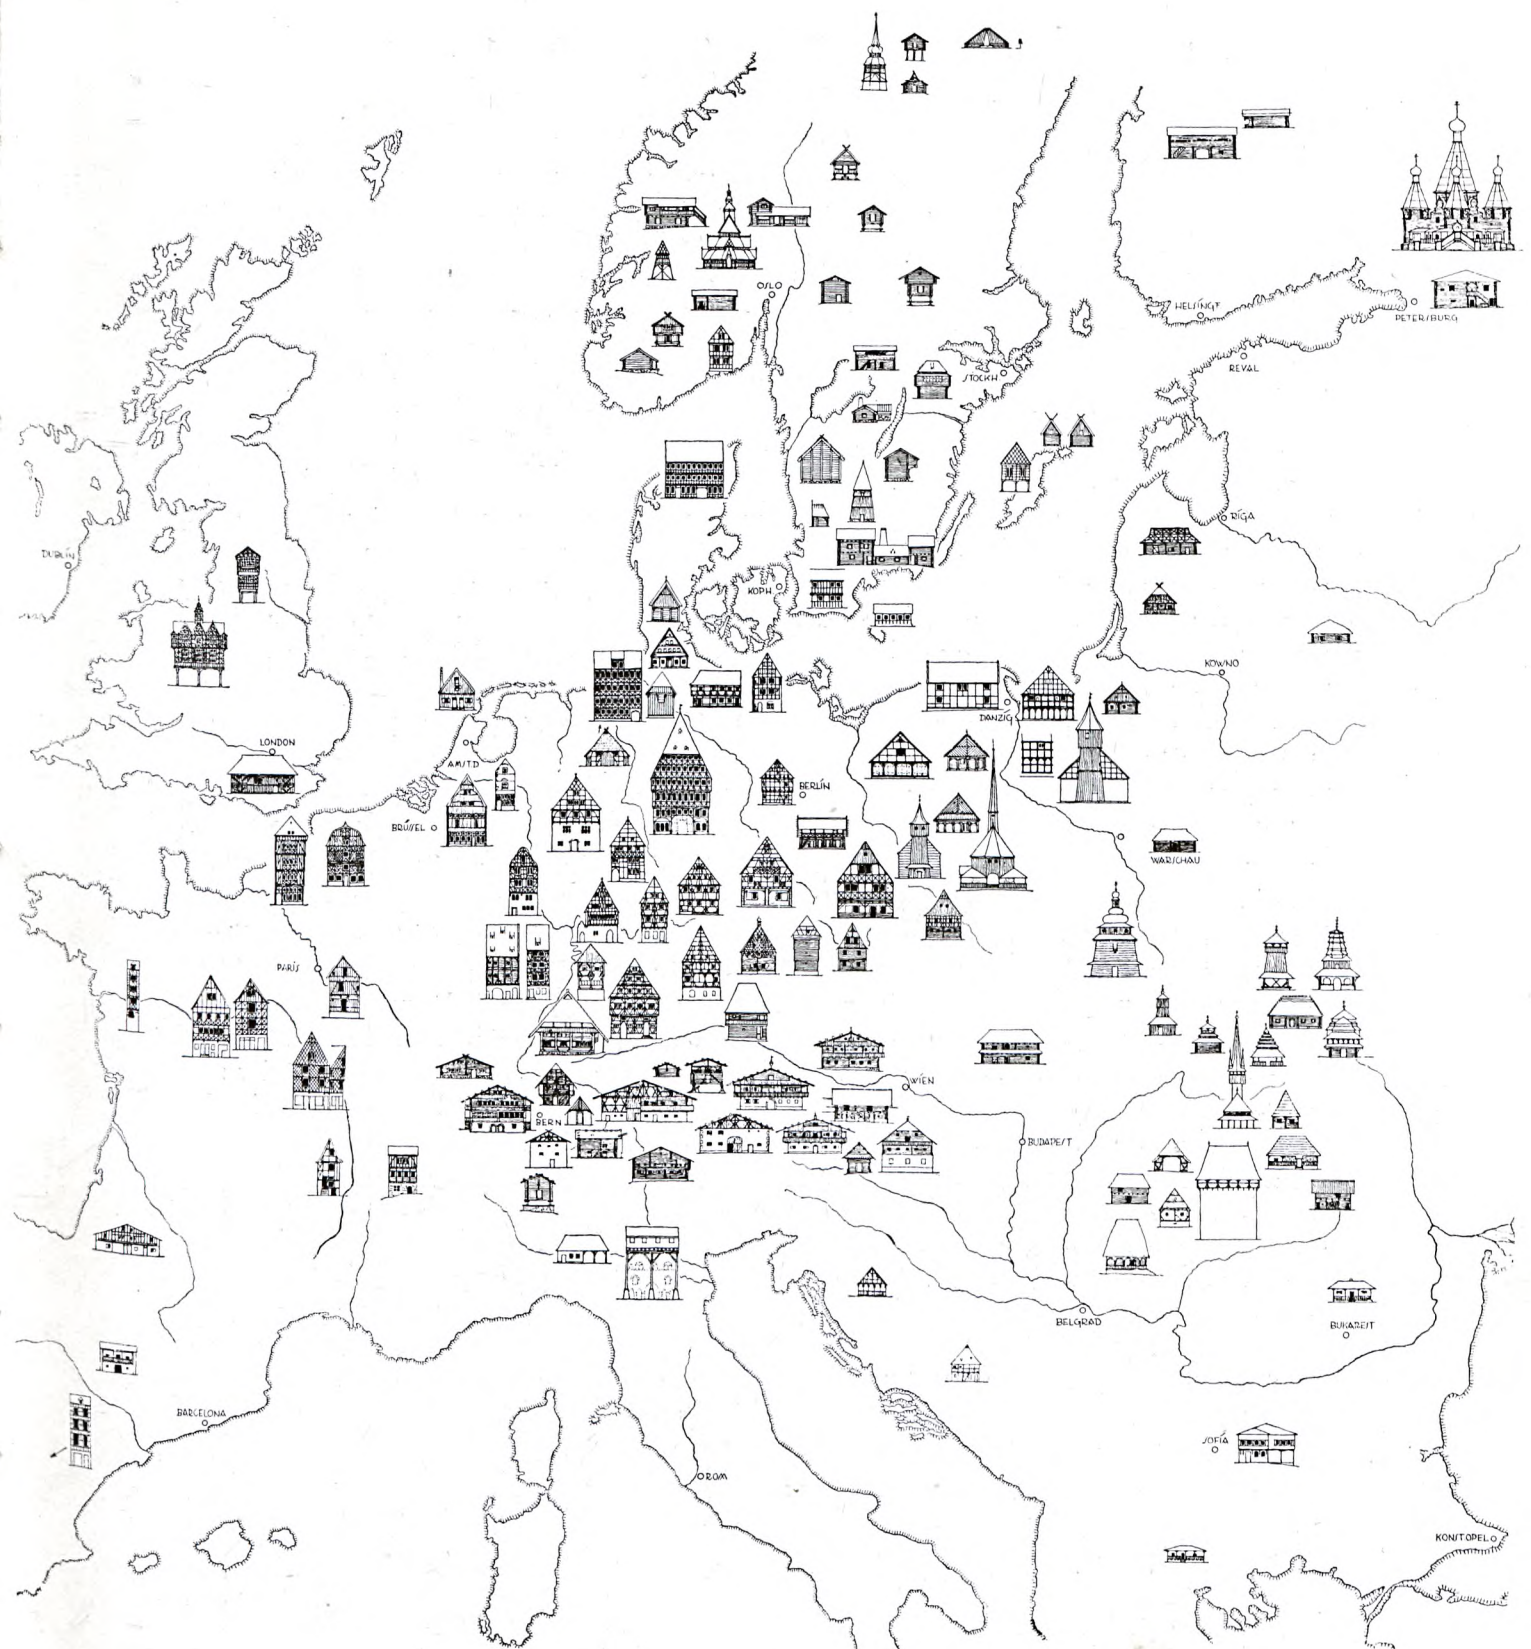 OSLO
HELSINGF
PETERSBURG
REVAL
STOCKH
RIGA
DUBLIN
KOPH
KOWNO
DANZIG
LONDON
AMSTD
BERLIN
BRÜSSEL
WARSCHAU
PARIS
WIEN
BERN
BUDAPEST
BELGRAD
BUKAREST
BARCELONA
SOFIA
ROM
KONSTOPEL